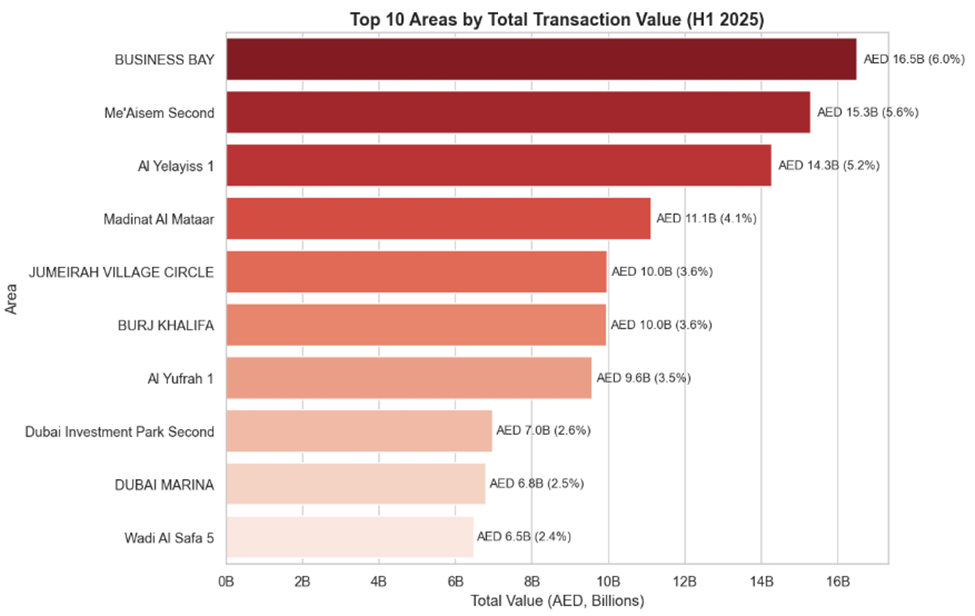 Top 10 Areas by Total Transaction Value (H1 2025)
BUSINESS BAY AED 16.5B (6.0%)
Me'Aisem Second AED 15.3B (5.6%)
Al Yelayiss 1 AED 14.3B (5.2%)
Madinat Al Mataar AED 11.1B (4.1%)
JUMEIRAH VILLAGE CIRCLE AED 10.0B (3.6%)
BURJ KHALIFA AED 10.0B (3.6%)
Al Yufrah 1 AED 9.6B (3.5%)
Dubai Investment Park Second AED 7.0B (2.6%)
DUBAI MARINA AED 6.8B (2.5%)
Wadi Al Safa 5 AED 6.5B (2.4%)
Area
0B 2B 4B 6B 8B 10B 12B 14B 16B
Total Value (AED, Billions)